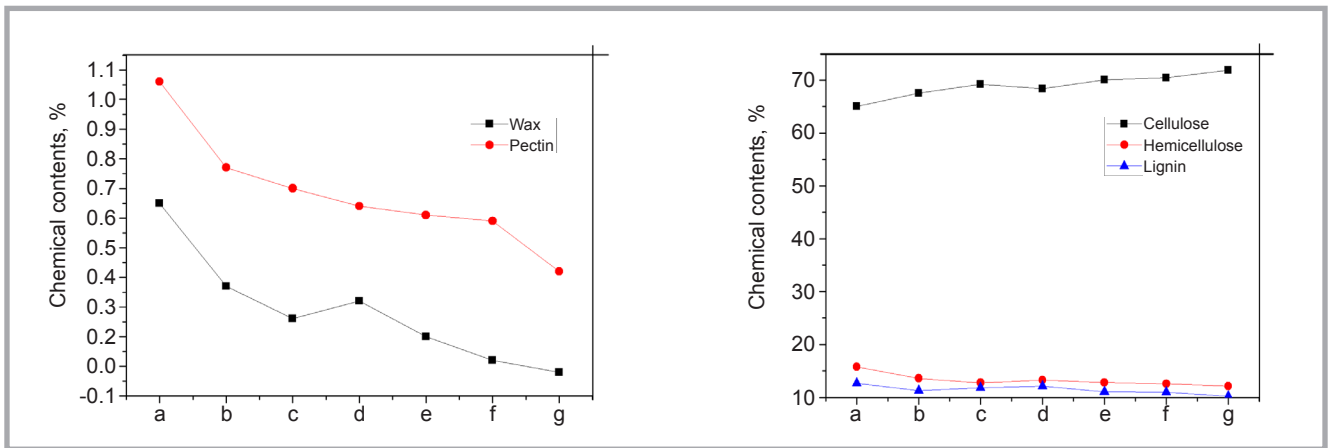 Chemical contents, %
1.1
1.0
0.9
0.8
0.7
0.6
0.5
0.4
0.3
0.2
0.1
0.0
-0.1
a b c d e f g
Wax
Pectin
Chemical contents, %
70
60
50
40
30
20
10
a b c d e f g
Cellulose
Hemicellulose
Lignin